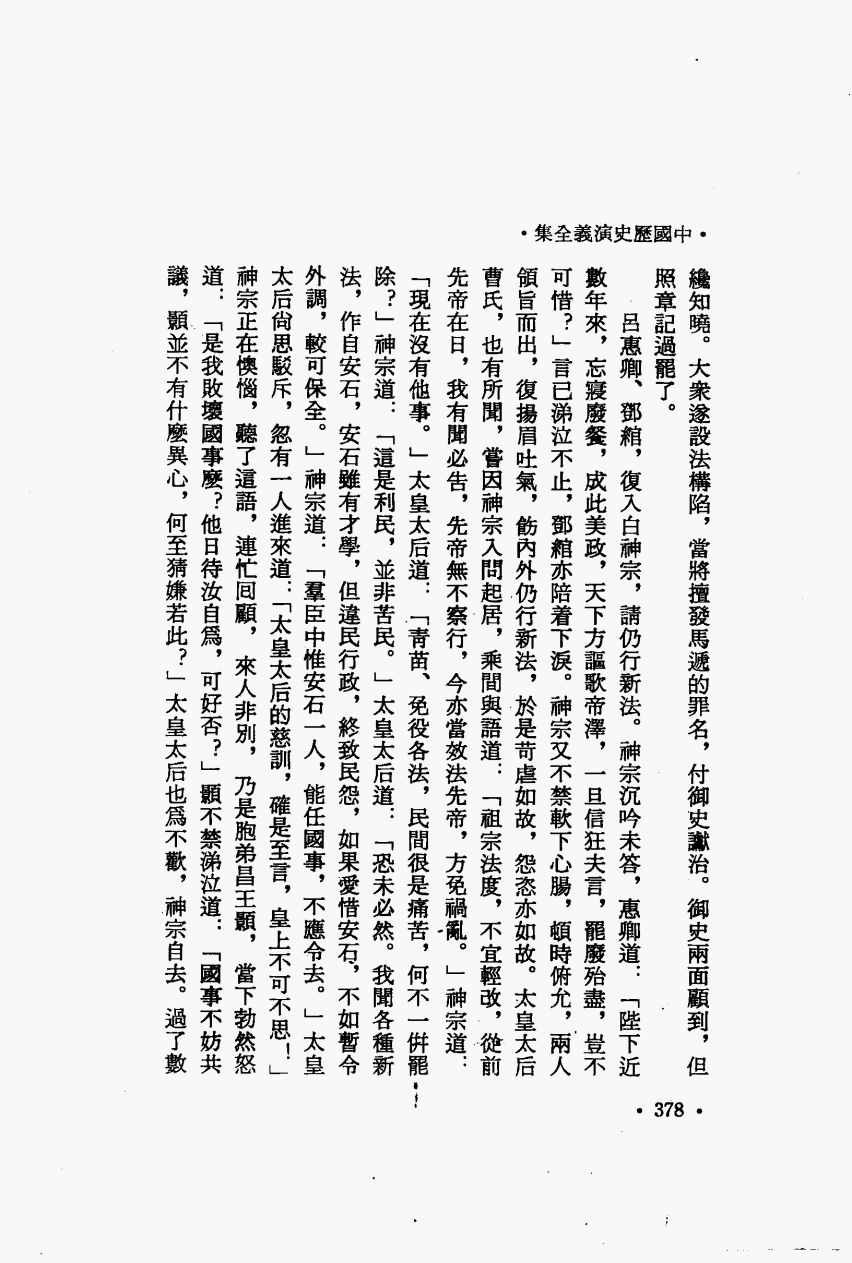 •中國歷史演義全集•
纔知曉。大衆遂設法構陷，當將擅發馬遞的罪名，付御史讞治。御史兩面顧到，但
照章記過罷了。
呂惠卿、鄧綰，復入白神宗，請仍行新法。神宗沉吟未答，惠卿道：「陛下近
數年來，忘寢廢餐，成此美政，天下方謳歌帝澤，一旦信狂夫言，罷廢殆盡，豈不
可惜？」言已涕泣不止，鄧綰亦陪着下淚。神宗又不禁軟下心腸，頓時俯允，兩人
領旨而出，復揚眉吐氣，飭內外仍行新法，於是苛虐如故，怨咨亦如故。太皇太后
曹氏，也有所聞，嘗因神宗入問起居，乘間與語道：「祖宗法度，不宜輕改，從前
先帝在日，我有聞必告，先帝無不察行，今亦當效法先帝，方免禍亂。」神宗道：
「現在沒有他事。」太皇太后道：「靑苗、免役各法，民間很是痛苦，何不一倂罷
除？」神宗道：「這是利民，並非苦民。」太皇太后道：「恐未必然。我聞各種新
法，作自安石，安石雖有才學，但違民行政，終致民怨，如果愛惜安石，不如暫令
外調，較可保全。」神宗道：「羣臣中惟安石一人，能任國事，不應令去。」太皇
太后尙思駁斥，忽有一人進來道：「太皇太后的慈訓，確是至言，皇上不可不思！」
神宗正在懊惱，聽了這語，連忙囘顧，來人非別，乃是胞弟昌王顥，當下勃然怒
道：「是我敗壞國事麼？他日待汝自爲，可好否？」顥不禁涕泣道：「國事不妨共
議，顥並不有什麼異心，何至猜嫌若此？」太皇太后也爲不歡，神宗自去。過了數
• 378 •